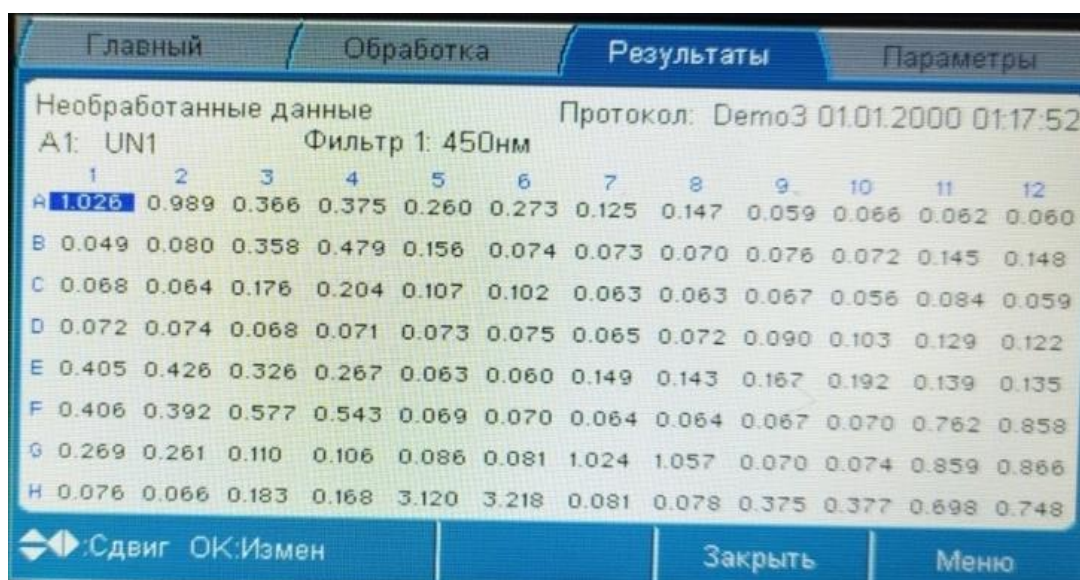 Главный Обработка Результаты Параметры
Необработанные данные Протокол: Demo3 01.01.2000 01:17:52
A1: UN1 Фильтр 1: 450нм
1 2 3 4 5 6 7 8 9 10 11 12
A 1.026 0.989 0.366 0.375 0.260 0.273 0.125 0.147 0.059 0.066 0.062 0.060
B 0.049 0.080 0.358 0.479 0.156 0.074 0.073 0.070 0.076 0.072 0.145 0.148
C 0.068 0.064 0.176 0.204 0.107 0.102 0.063 0.063 0.067 0.056 0.084 0.059
D 0.072 0.074 0.068 0.071 0.073 0.075 0.065 0.072 0.090 0.103 0.129 0.122
E 0.405 0.426 0.326 0.267 0.063 0.060 0.149 0.143 0.167 0.192 0.139 0.135
F 0.406 0.392 0.577 0.543 0.069 0.070 0.064 0.064 0.067 0.070 0.762 0.858
G 0.269 0.261 0.110 0.106 0.086 0.081 1.024 1.057 0.070 0.074 0.859 0.866
H 0.076 0.066 0.183 0.168 3.120 3.218 0.081 0.078 0.375 0.377 0.698 0.748
:Сдвиг OK:Измен Закрыть Меню